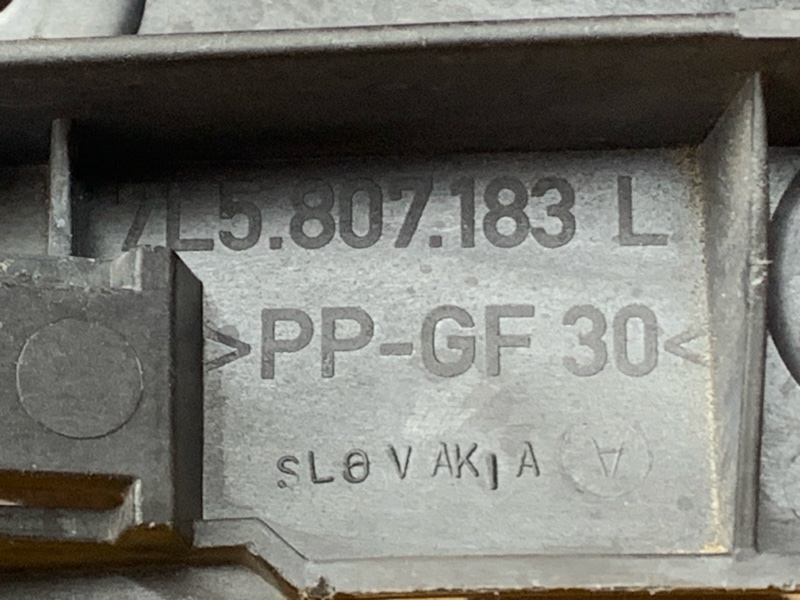 7L5.807.183 L
>PP-GF 30<
SLOVAKIA A